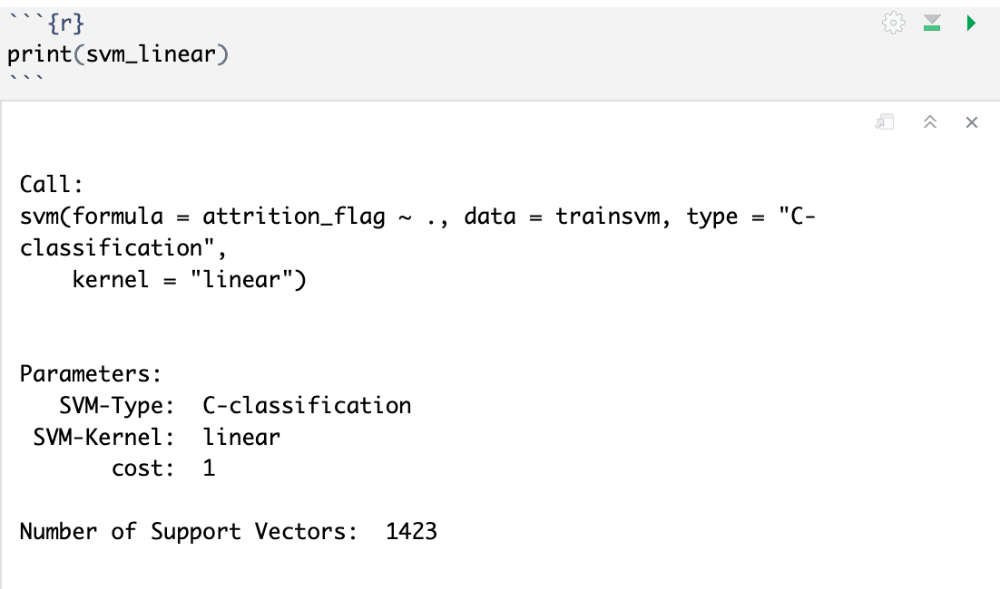 ```{r}
print(svm_linear)
```
Call:
svm(formula = attrition_flag ~ ., data = trainsvm, type = "C-
classification",
    kernel = "linear")
Parameters:
   SVM-Type:  C-classification
 SVM-Kernel:  linear
       cost:  1
Number of Support Vectors:  1423